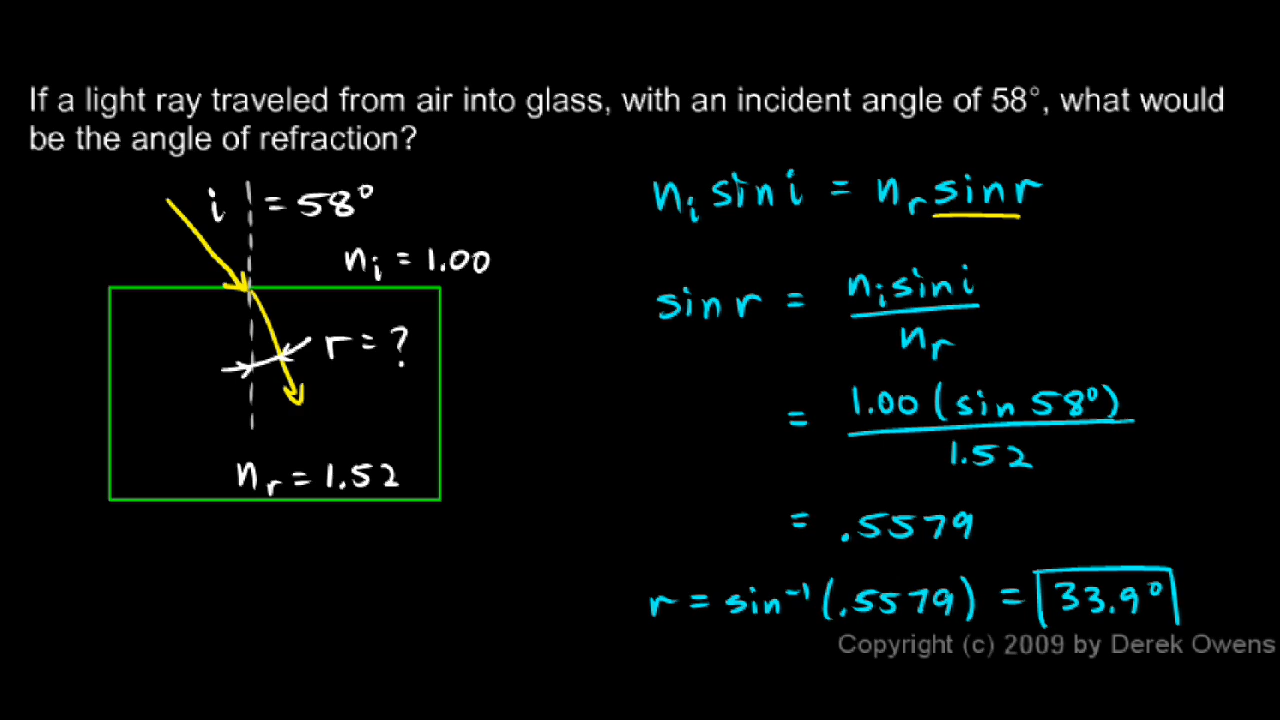 If a light ray traveled from air into glass, with an incident angle of 58°, what would
be the angle of refraction?
i = 58°
nᵢ = 1.00
r = ?
nᵣ = 1.52
nᵢ sin i = nᵣ sin r
sin r = nᵢ sin i / nᵣ
= 1.00 (sin 58°) / 1.52
= .5579
r = sin⁻¹(.5579) = 33.9°
Copyright (c) 2009 by Derek Owens